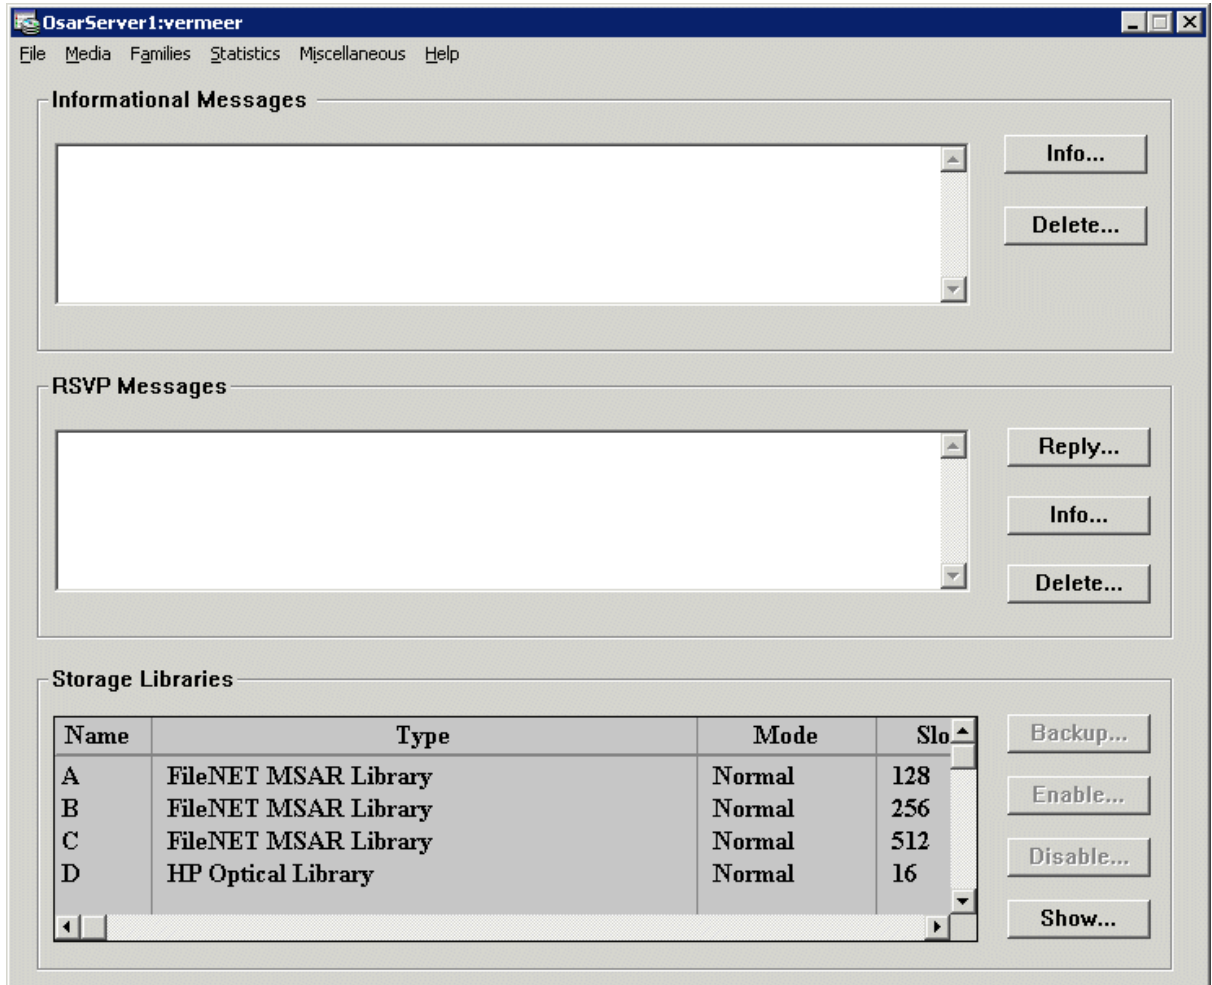 OsarServer1:vermeer
File Media Families Statistics Miscellaneous Help
Informational Messages
Info...
Delete...
RSVP Messages
Reply...
Info...
Delete...
Storage Libraries
Name Type Mode Slo
A FileNET MSAR Library Normal 128
B FileNET MSAR Library Normal 256
C FileNET MSAR Library Normal 512
D HP Optical Library Normal 16
Backup...
Enable...
Disable...
Show...